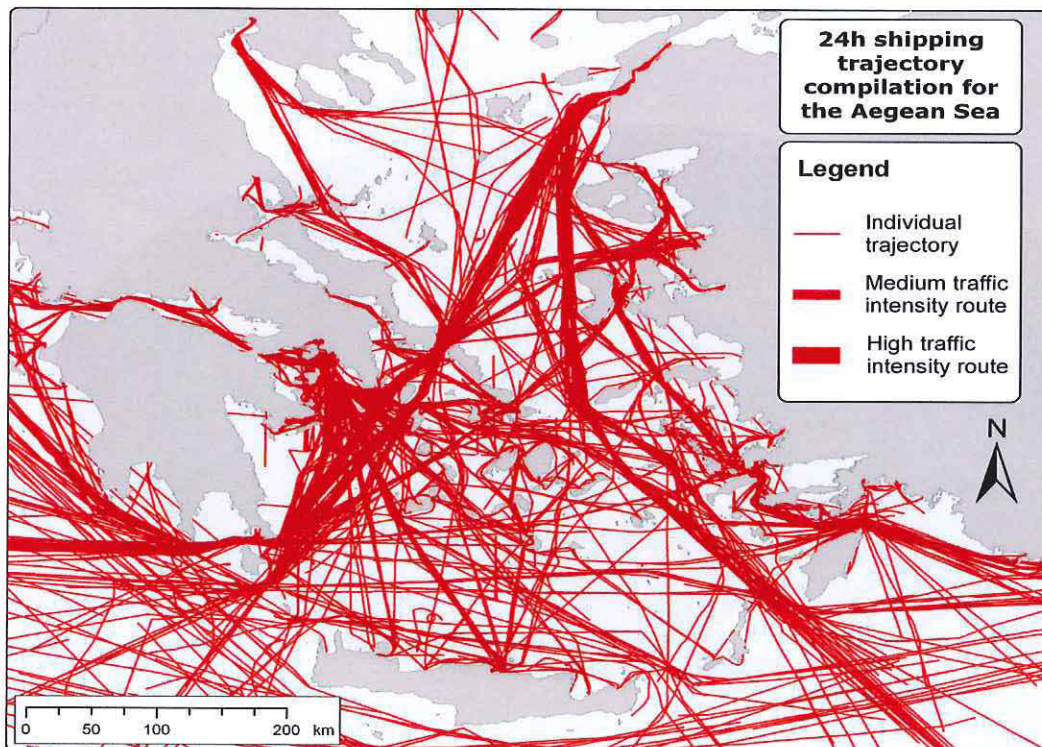 24h shipping
trajectory
compilation for
the Aegean Sea
Legend
Individual
trajectory
Medium traffic
intensity route
High traffic
intensity route
N
0 50 100 200 km